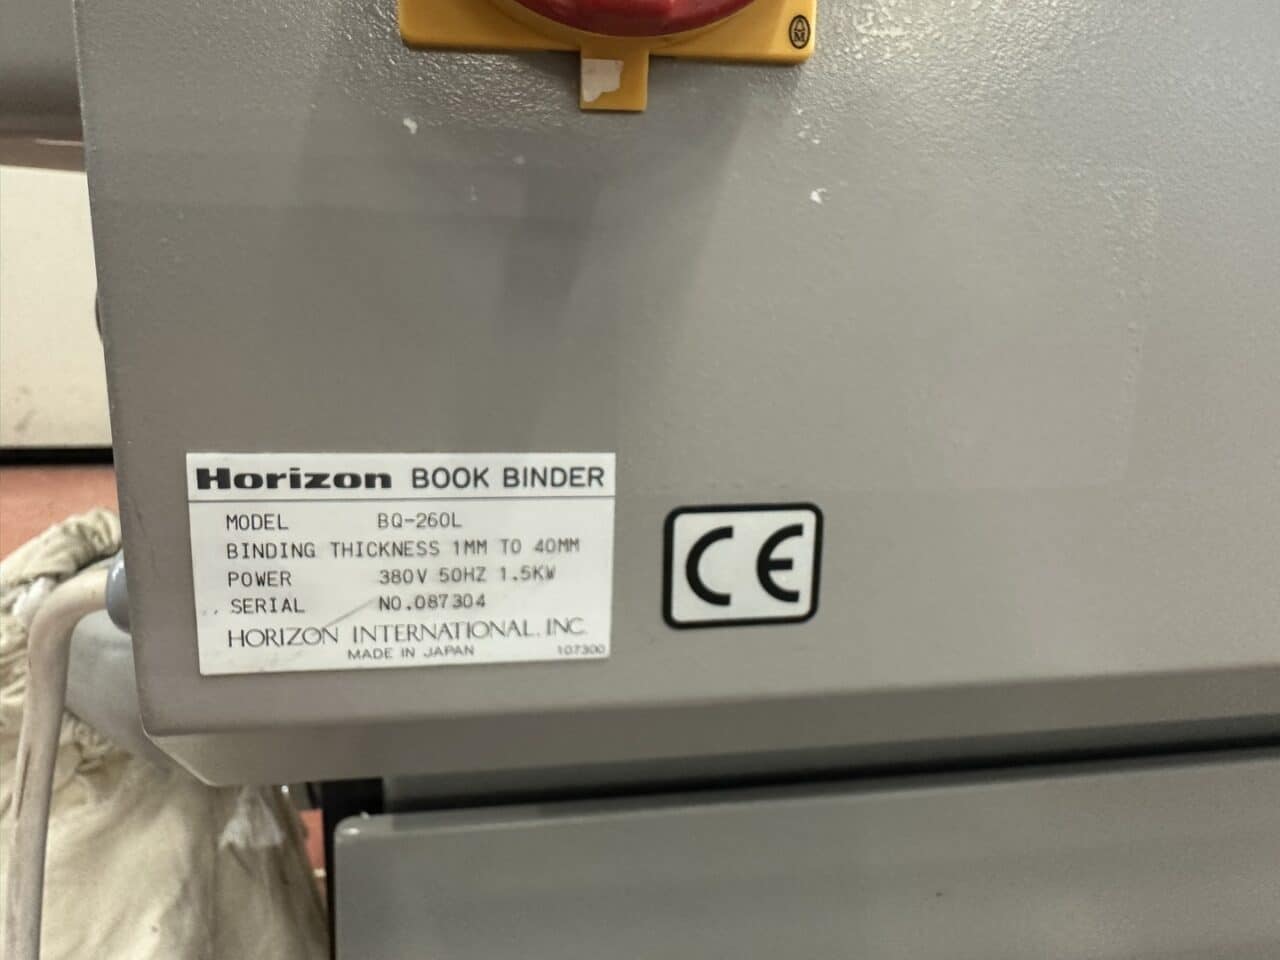 M
Horizon BOOK BINDER
MODEL BQ-260L
BINDING THICKNESS 1MM TO 40MM
POWER 380V 50HZ 1.5KW
SERIAL NO.087304
HORIZON INTERNATIONAL, INC.
MADE IN JAPAN 107300
CE